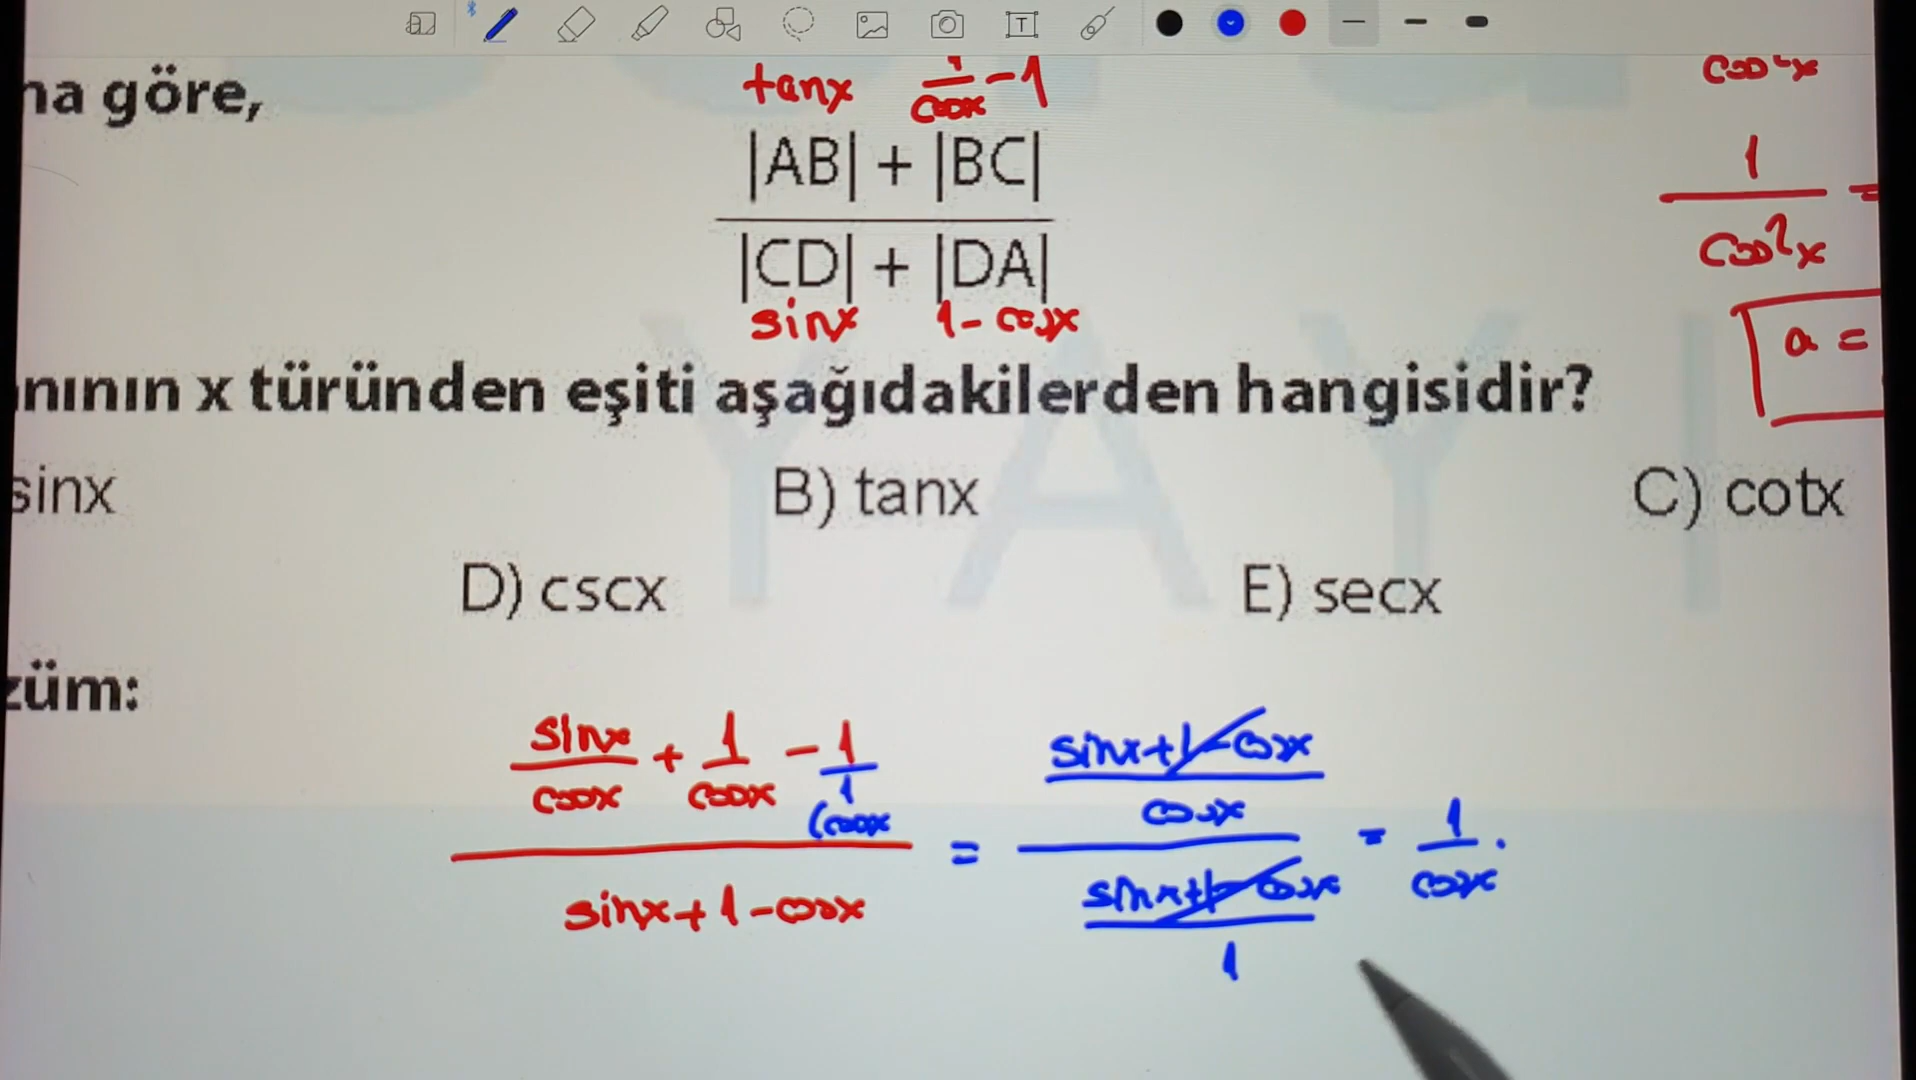 cos²x
tanx 1/cosx - 1
na göre,
|AB| + |BC|
|CD| + |DA|
sinx 1 - cosx
1/cos²x =
a =
nının x türünden eşiti aşağıdakilerden hangisidir?
sinx B) tanx C) cotx
D) cscx E) secx
züm:
sinx/cosx + 1/cosx - 1/1 (cosx
sinx + 1 - cosx
=
sinx + 1 - cosx
cosx
sinx + 1 - cosx
1
= 1/cosx .